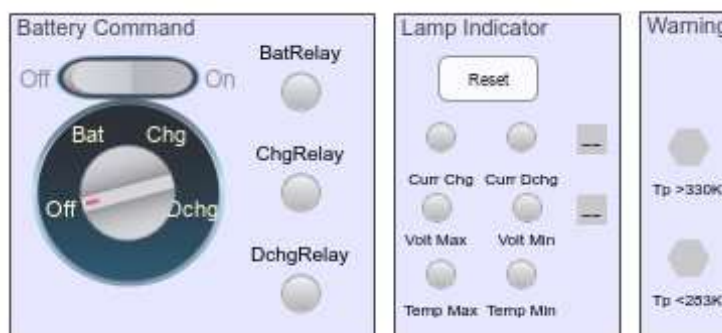 Battery Command
Off On
Bat Chg
Off Dchg
BatRelay
ChgRelay
DchgRelay
Lamp Indicator
Reset
Curr Chg Curr Dchg
--
Volt Max Volt Min
--
Temp Max Temp Min
Warning
Tp >330K
Tp <253K